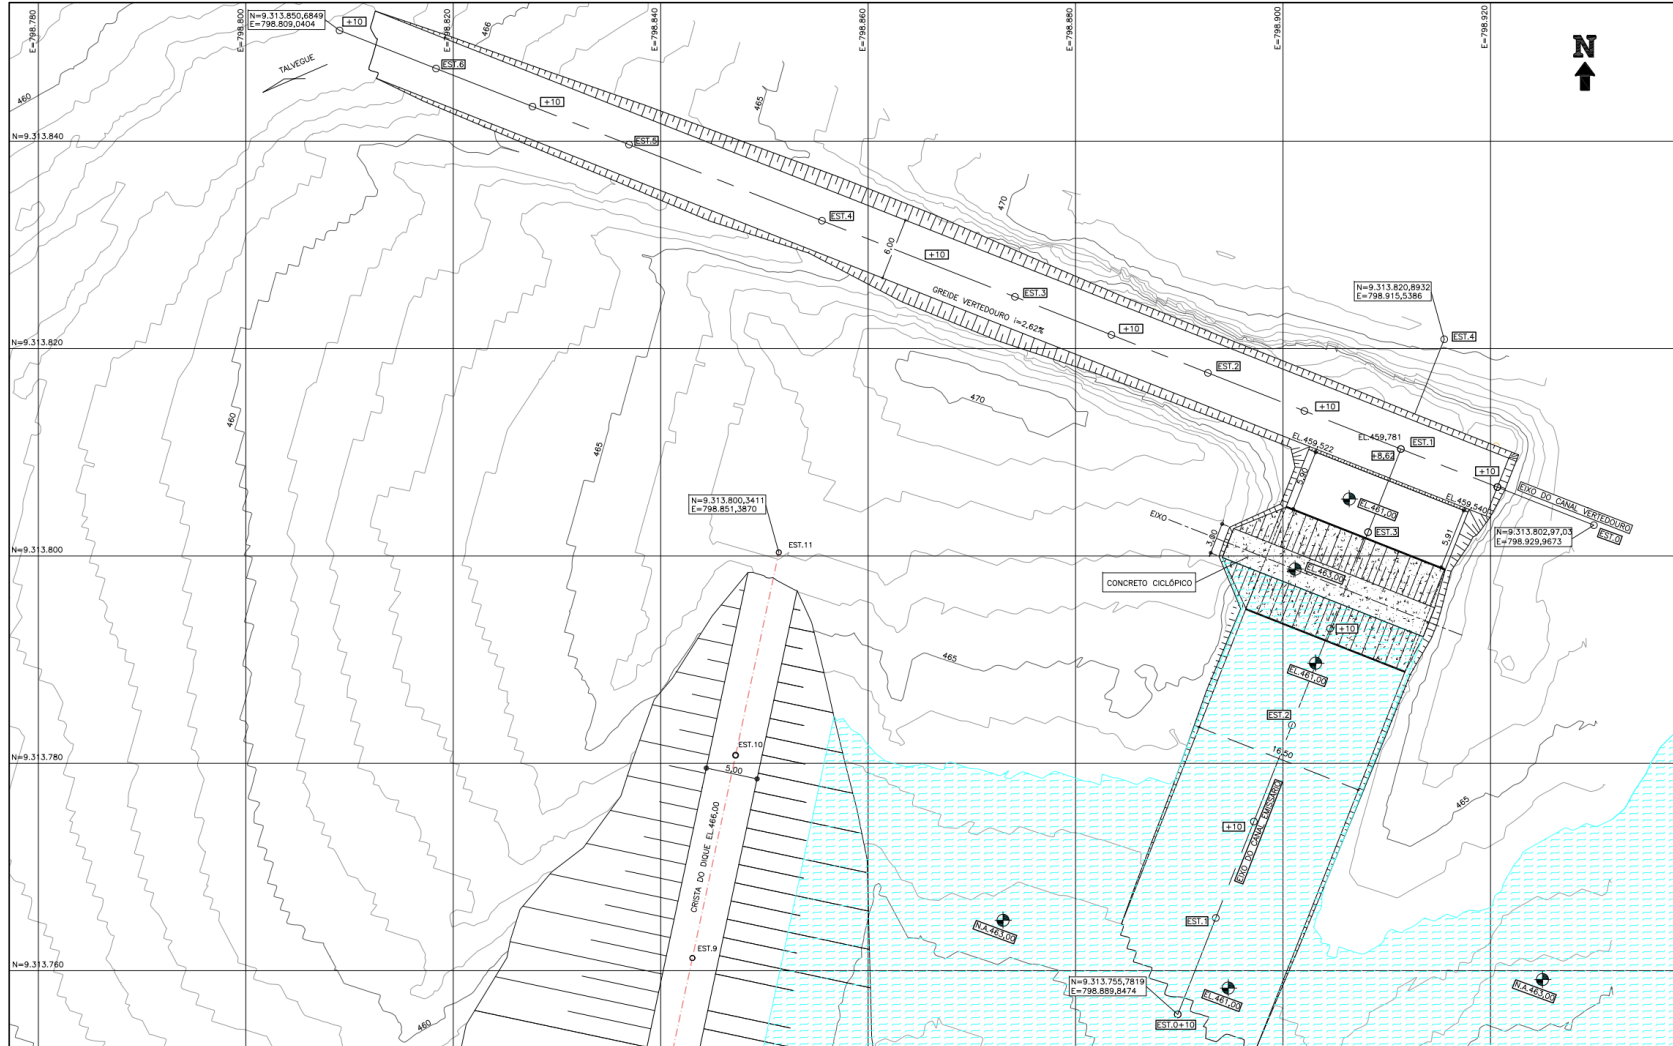 E=798.780
E=798.800
E=798.820
E=798.840
E=798.860
E=798.880
E=798.900
E=798.920
N=9.313.850,6849
E=798.809,0404
+10
466
N
TALVEGUE
EST.6
460
+10
465
N=9.313.840
EST.5
470
EST.4
6,00
+10
EST.3
N=9.313.820,8932
E=798.915,5386
GREIDE VERTEDOURO i=2,62%
+10
EST.4
N=9.313.820
EST.2
470
+10
460
465
EL.459,522
EL.459,781
EST.1
+8,62
+10
5,90
EL.461,00
EL.459,540
EIXO DO CANAL VERTEDOURO
N=9.313.800,3411
E=798.851,3870
EIXO
EST.3
EST.0
N=9.313.802,97,03
E=798.929,9673
3,00
5,91
EST.11
N=9.313.800
EL.463,00
CONCRETO CICLÓPICO
+10
465
EL.461,00
EST.2
EST.10
16,50
N=9.313.780
5,00
465
CRISTA DO DIQUE EL.466,00
+10
EIXO DO CANAL EMISSÁRIO
EST.1
N.A.463,00
EST.9
N=9.313.760
N=9.313.755,7819
E=798.889,8474
EL.461,00
N.A.463,00
460
EST.0+10